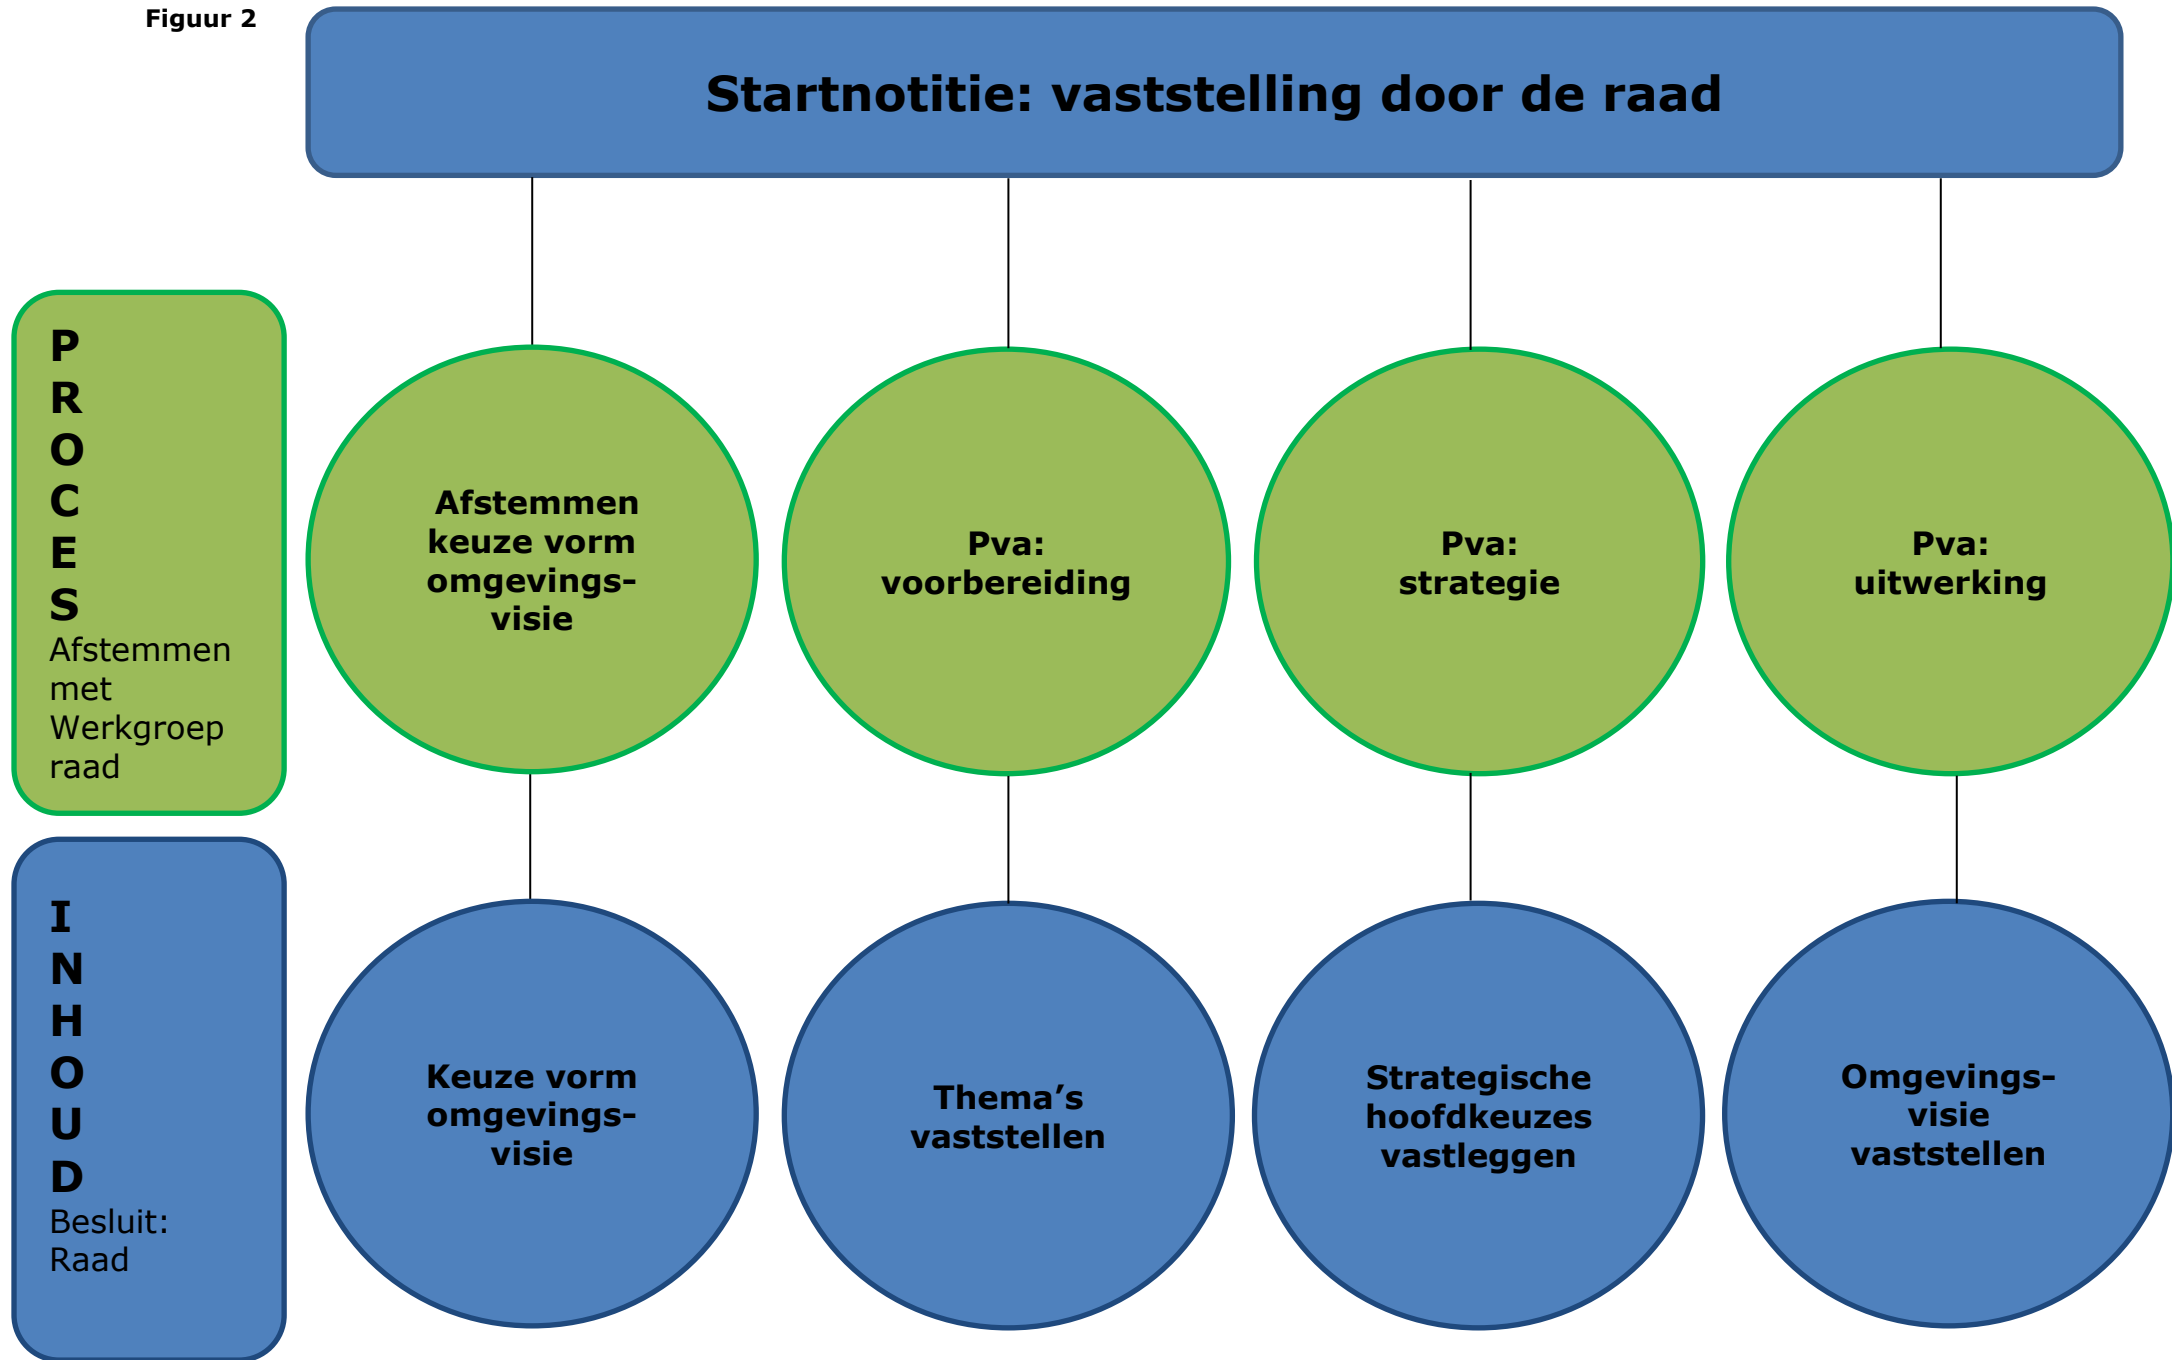 Figuur 2
Startnotitie: vaststelling door de raad
P
R
O
C
E
S
Afstemmen
met
Werkgroep
raad
Afstemmen
keuze vorm
omgevings-
visie
Pva:
voorbereiding
Pva:
strategie
Pva:
uitwerking
I
N
H
O
U
D
Besluit:
Raad
Keuze vorm
omgevings-
visie
Thema’s
vaststellen
Strategische
hoofdkeuzes
vastleggen
Omgevings-
visie
vaststellen